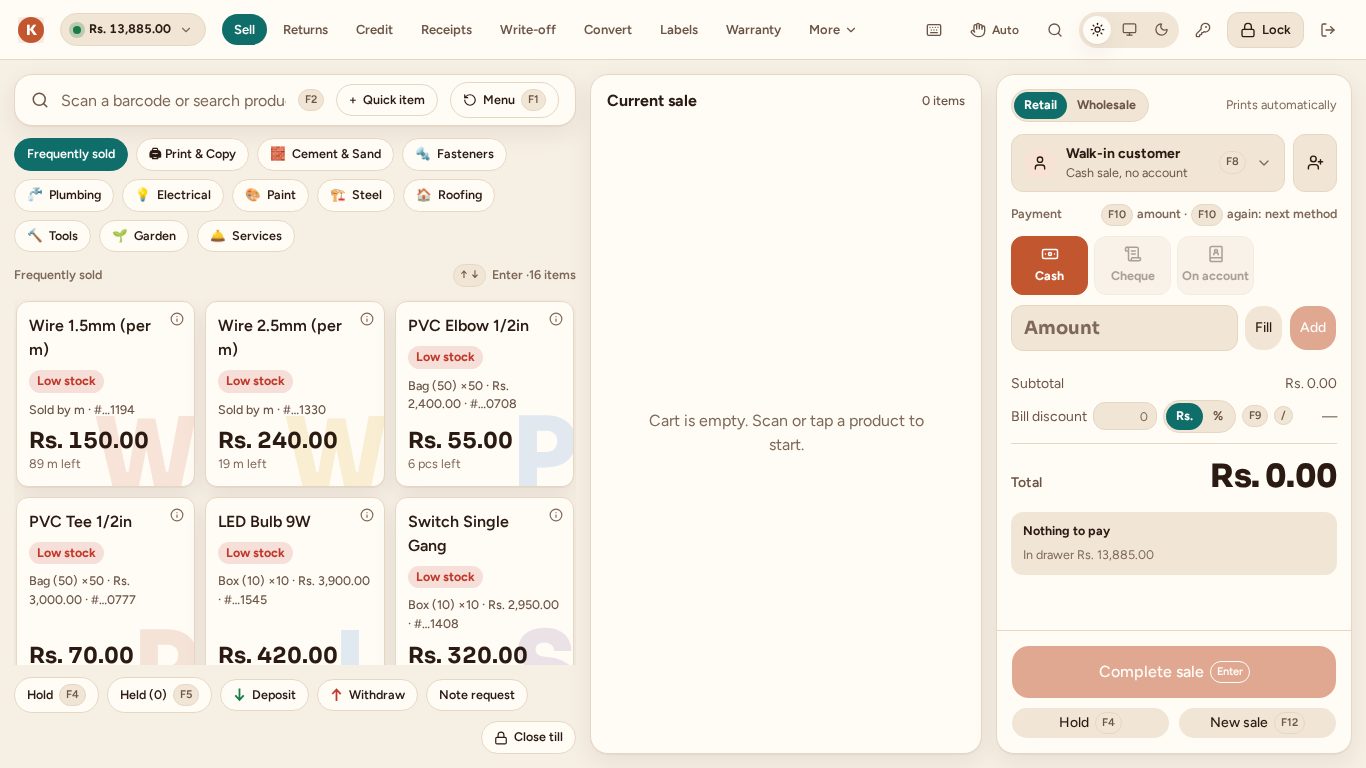 K
Rs. 13,885.00
Sell
Returns
Credit
Receipts
Write-off
Convert
Labels
Warranty
More
Auto
Lock
Scan a barcode or search produ
F2
+ Quick item
Menu F1
Frequently sold
Print & Copy
Cement & Sand
Fasteners
Plumbing
Electrical
Paint
Steel
Roofing
Tools
Garden
Services
Frequently sold
↑ ↓ Enter ·16 items
Wire 1.5mm (per
m)
Low stock
Sold by m · #…1194
W
Rs. 150.00
89 m left
Wire 2.5mm (per
m)
Low stock
Sold by m · #…1330
W
Rs. 240.00
19 m left
PVC Elbow 1/2in
Low stock
Bag (50) ×50 · Rs.
2,400.00 · #…0708
P
Rs. 55.00
6 pcs left
PVC Tee 1/2in
Low stock
Bag (50) ×50 · Rs.
3,000.00 · #…0777
P
Rs. 70.00
LED Bulb 9W
Low stock
Box (10) ×10 · Rs. 3,900.00
· #…1545
L
Rs. 420.00
Switch Single
Gang
Low stock
Box (10) ×10 · Rs. 2,950.00
· #…1408
S
Rs. 320.00
Hold F4
Held (0) F5
Deposit
Withdraw
Note request
Close till
Current sale
0 items
Cart is empty. Scan or tap a product to
start.
Retail
Wholesale
Prints automatically
Walk-in customer
Cash sale, no account
F8
Payment
F10 amount · F10 again: next method
Cash
Cheque
On account
Amount
Fill
Add
Subtotal
Rs. 0.00
Bill discount
0
Rs.
%
F9
/
—
Total
Rs. 0.00
Nothing to pay
In drawer Rs. 13,885.00
Complete sale Enter
Hold F4
New sale F12